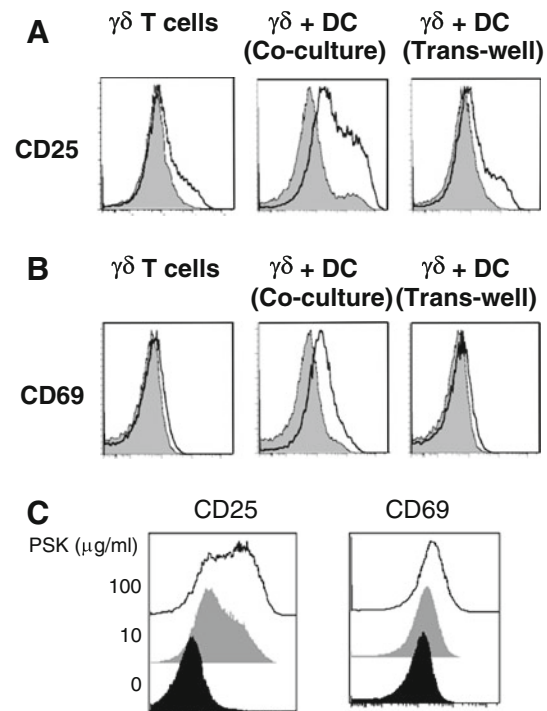 A
γδ T cells
γδ + DC
(Co-culture)
γδ + DC
(Trans-well)
CD25
B
γδ T cells
γδ + DC
(Co-culture)
γδ + DC
(Trans-well)
CD69
C
CD25
CD69
PSK (μg/ml)
100
10
0